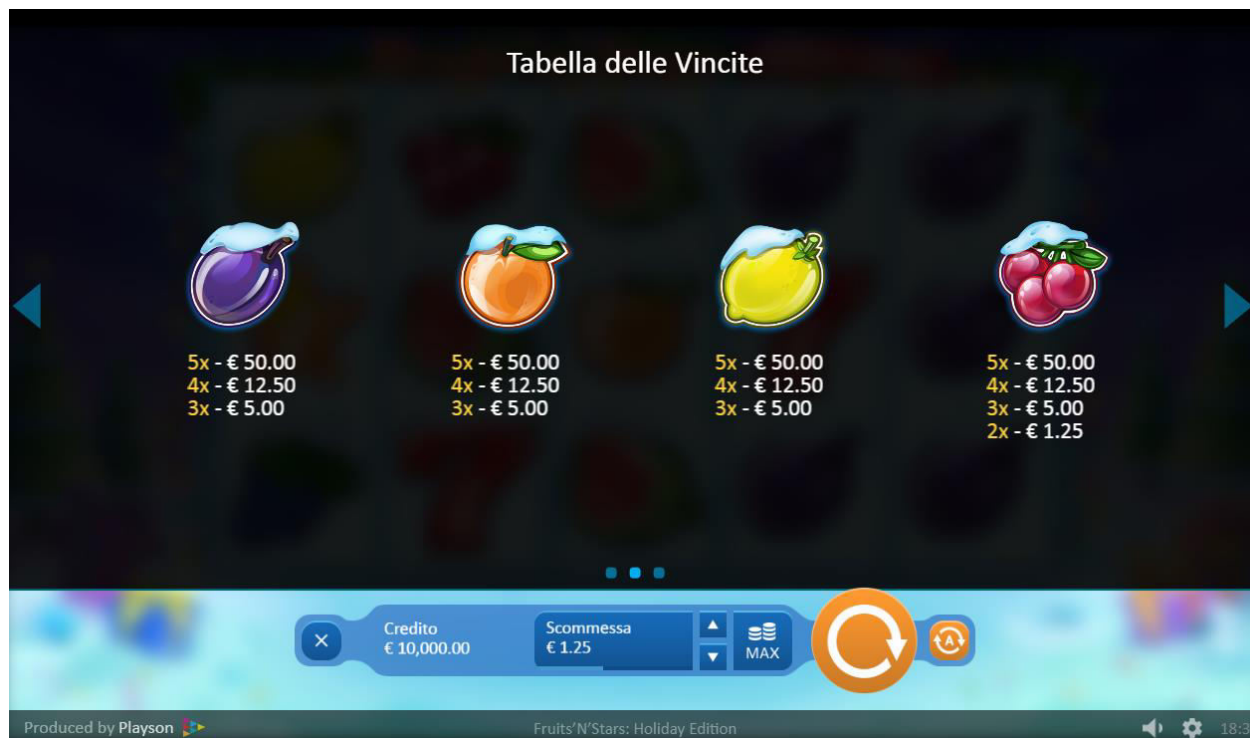 Tabella delle Vincite
5x - € 50.00
4x - € 12.50
3x - € 5.00
5x - € 50.00
4x - € 12.50
3x - € 5.00
5x - € 50.00
4x - € 12.50
3x - € 5.00
5x - € 50.00
4x - € 12.50
3x - € 5.00
2x - € 1.25
Credito
€ 10,000.00
Scommessa
€ 1.25
MAX
A
Produced by Playson
Fruits'N'Stars: Holiday Edition